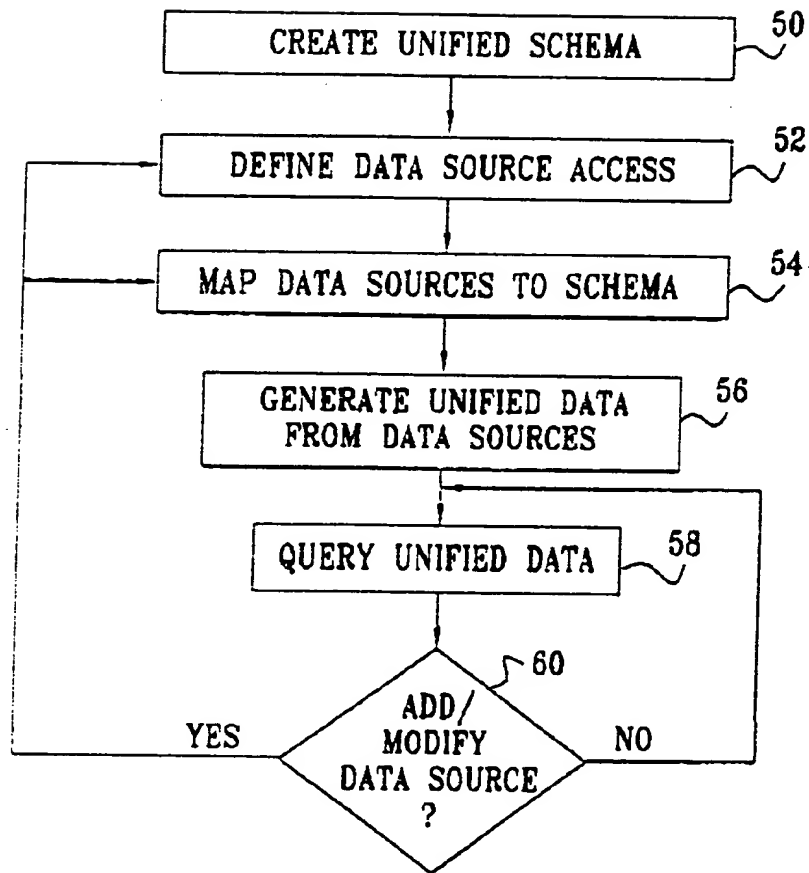 CREATE UNIFIED SCHEMA
50
DEFINE DATA SOURCE ACCESS
52
MAP DATA SOURCES TO SCHEMA
54
GENERATE UNIFIED DATA
FROM DATA SOURCES
56
QUERY UNIFIED DATA
58
60
ADD/
MODIFY
DATA SOURCE
?
YES
NO